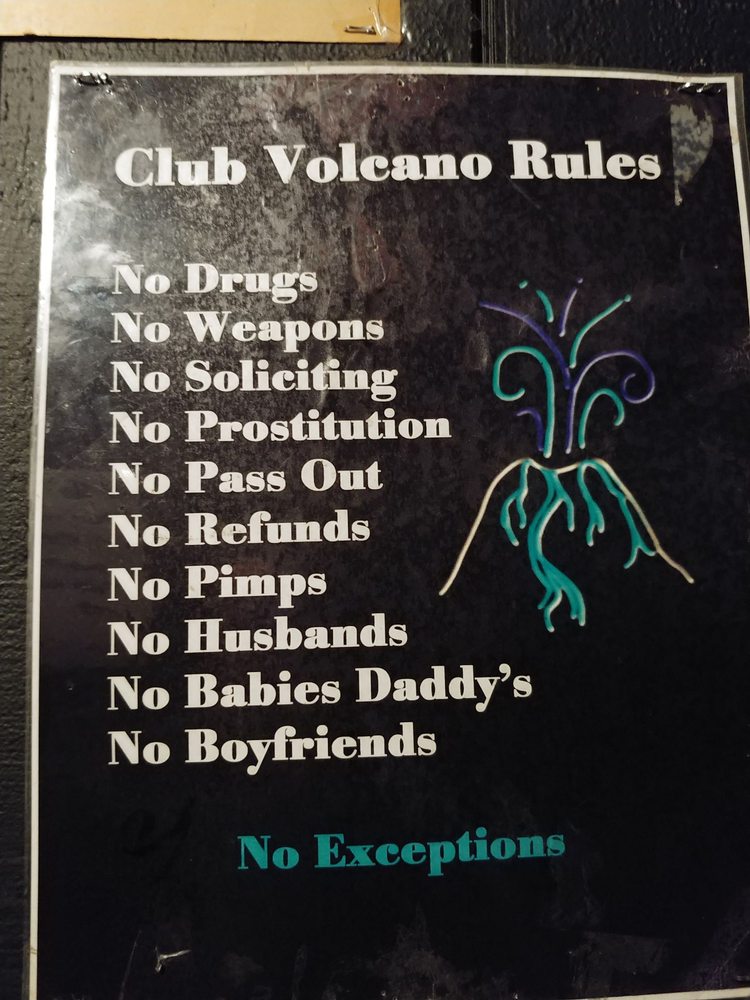 Club Volcano Rules
No Drugs
No Weapons
No Soliciting
No Prostitution
No Pass Out
No Refunds
No Pimps
No Husbands
No Babies Daddy’s
No Boyfriends
No Exceptions